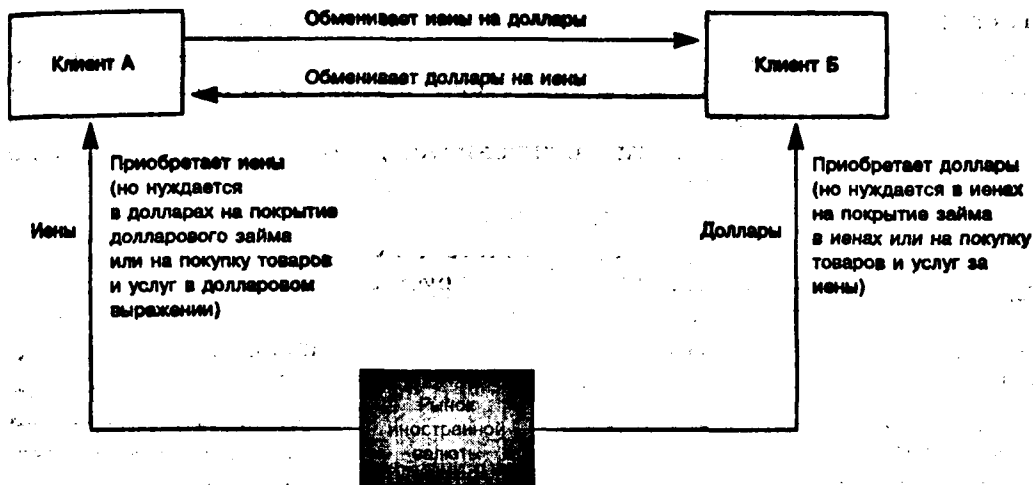 Обменивает иены на доллары
Клиент А
Клиент Б
Обменивает доллары на иены
Приобретает иены
(но нуждается
в долларах на покрытие
долларового займа
или на покупку товаров
и услуг в долларовом
выражении)
Иены
Приобретает доллары
(но нуждается в иенах
на покрытие займа
в иенах или на покупку
товаров и услуг за
иены)
Доллары
Рынок
иностранной
валюты